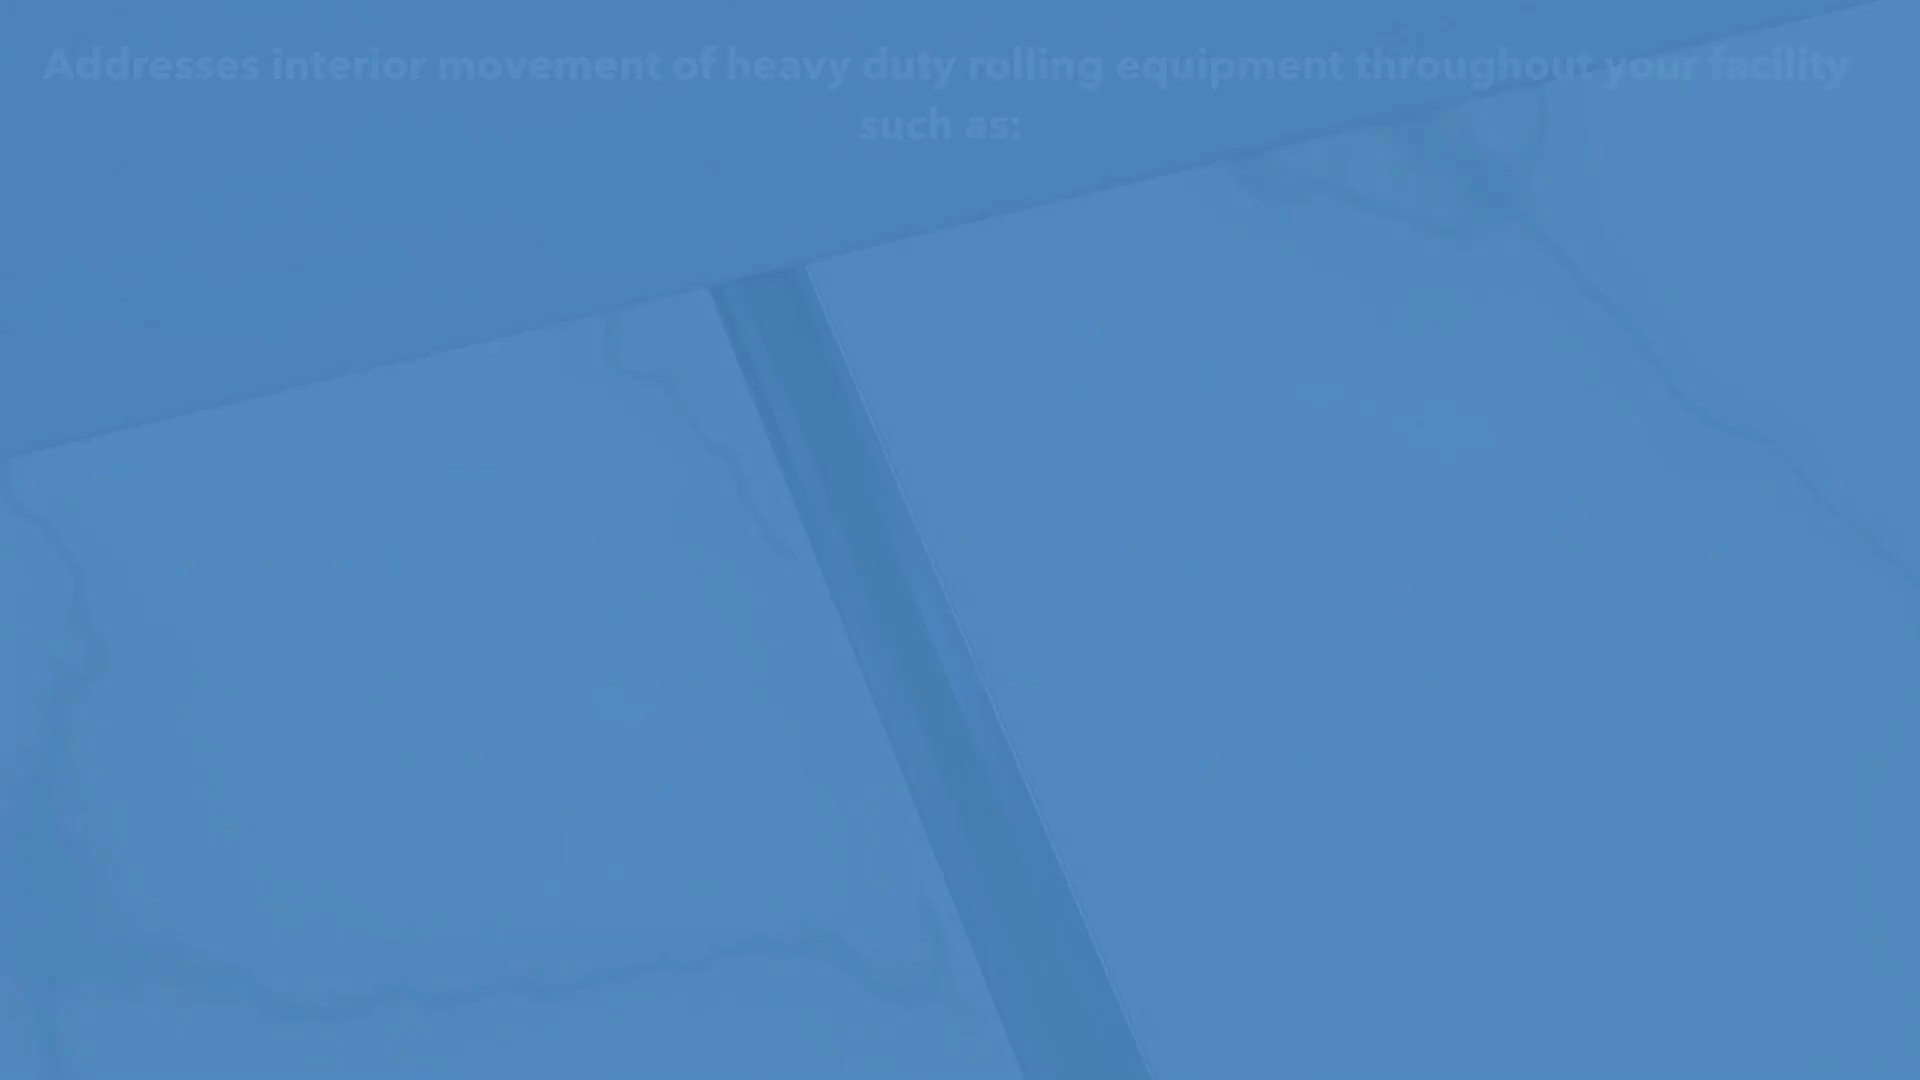 Addresses interior movement of heavy duty rolling equipment throughout your facility
such as: